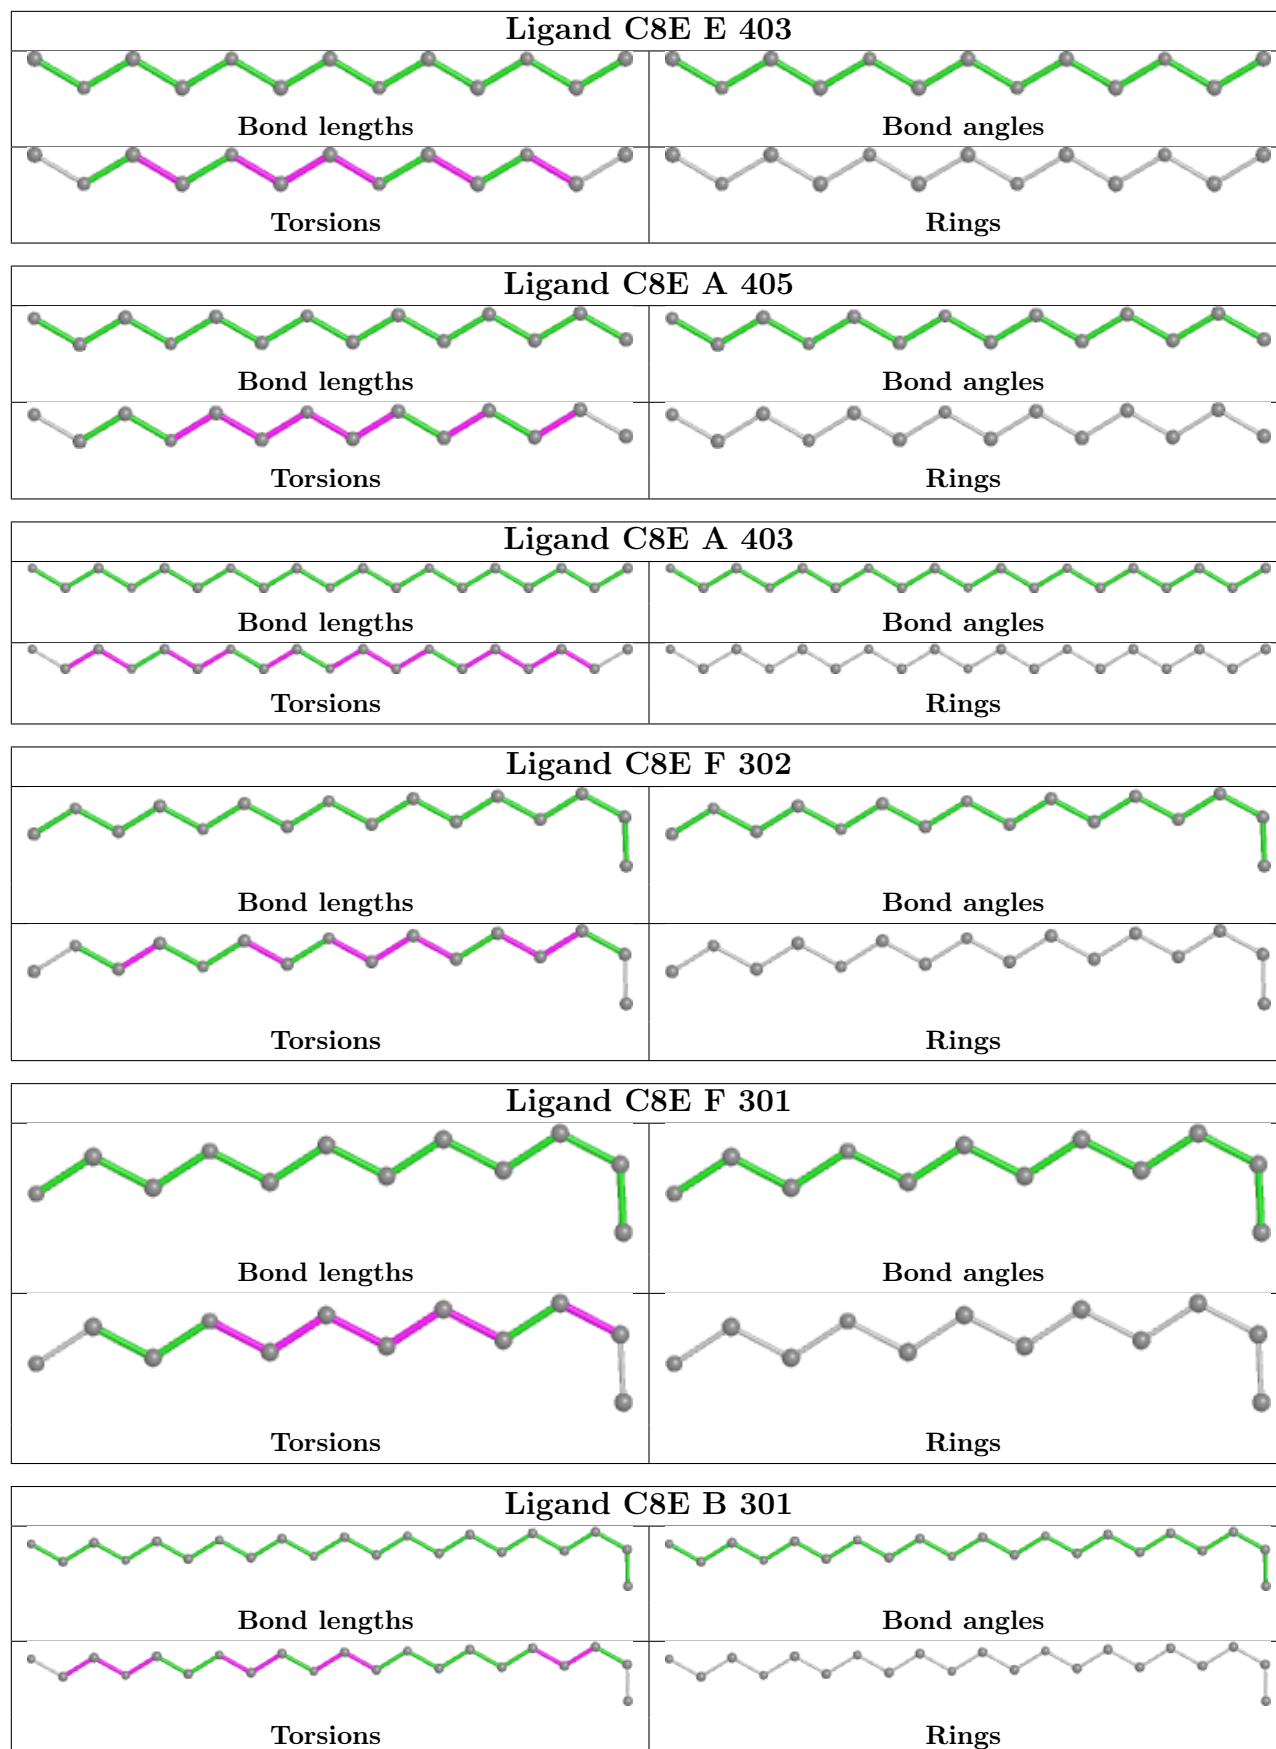 Ligand C8E E 403
Bond lengths Bond angles
Torsions Rings
Ligand C8E A 405
Bond lengths Bond angles
Torsions Rings
Ligand C8E A 403
Bond lengths Bond angles
Torsions Rings
Ligand C8E F 302
Bond lengths Bond angles
Torsions Rings
Ligand C8E F 301
Bond lengths Bond angles
Torsions Rings
Ligand C8E B 301
Bond lengths Bond angles
Torsions Rings